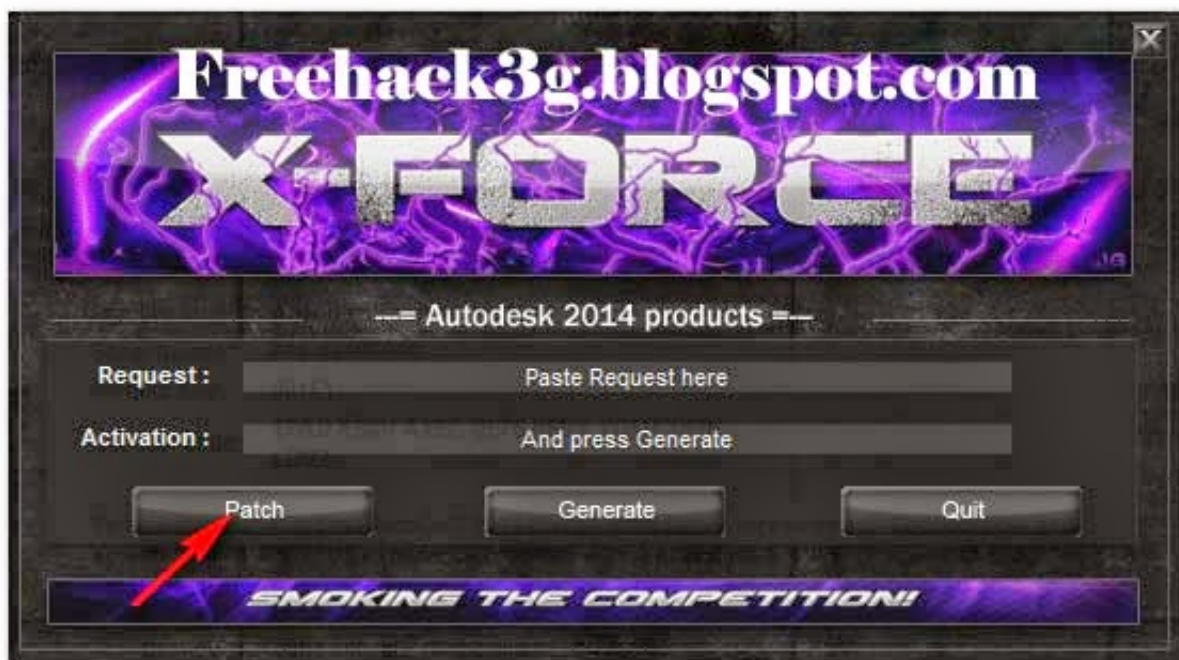 Freehack3g.blogspot.com
X-FORCE
---= Autodesk 2014 products =---
Request :
Paste Request here
Activation :
And press Generate
Patch
Generate
Quit
SMOKING THE COMPETITION!